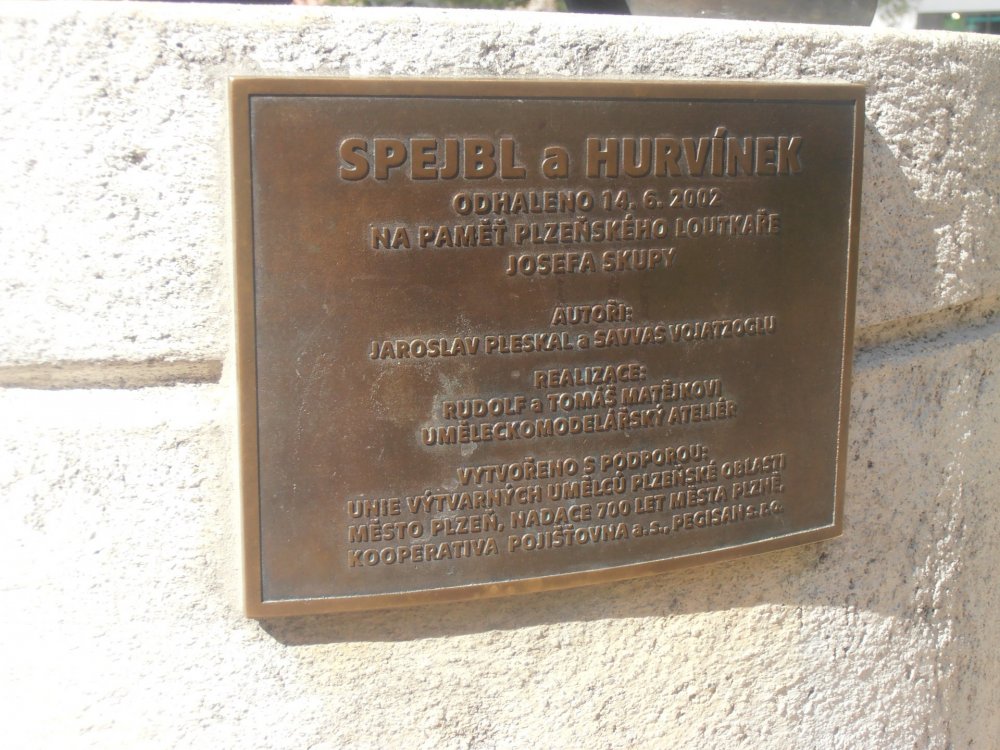 SPEJBL a HURVÍNEK
ODHALENO 14. 6. 2002
NA PAMĚŤ PLZEŇSKÉHO LOUTKAŘE
JOSEFA SKUPY
AUTOŘI:
JAROSLAV PLESKAL a SAVVAS VOJATZOGLU
REALIZACE:
RUDOLF a TOMÁŠ MATĚJKOVI
UMĚLECKOMODELÁŘSKÝ ATELIÉR
VYTVOŘENO S PODPOROU:
UNIE VÝTVARNÝCH UMĚLCŮ PLZEŇSKÉ OBLASTI
MĚSTO PLZEŇ, NADACE 700 LET MĚSTA PLZNĚ,
KOOPERATIVA POJIŠŤOVNA a.s., PEGISAN s.r.o.